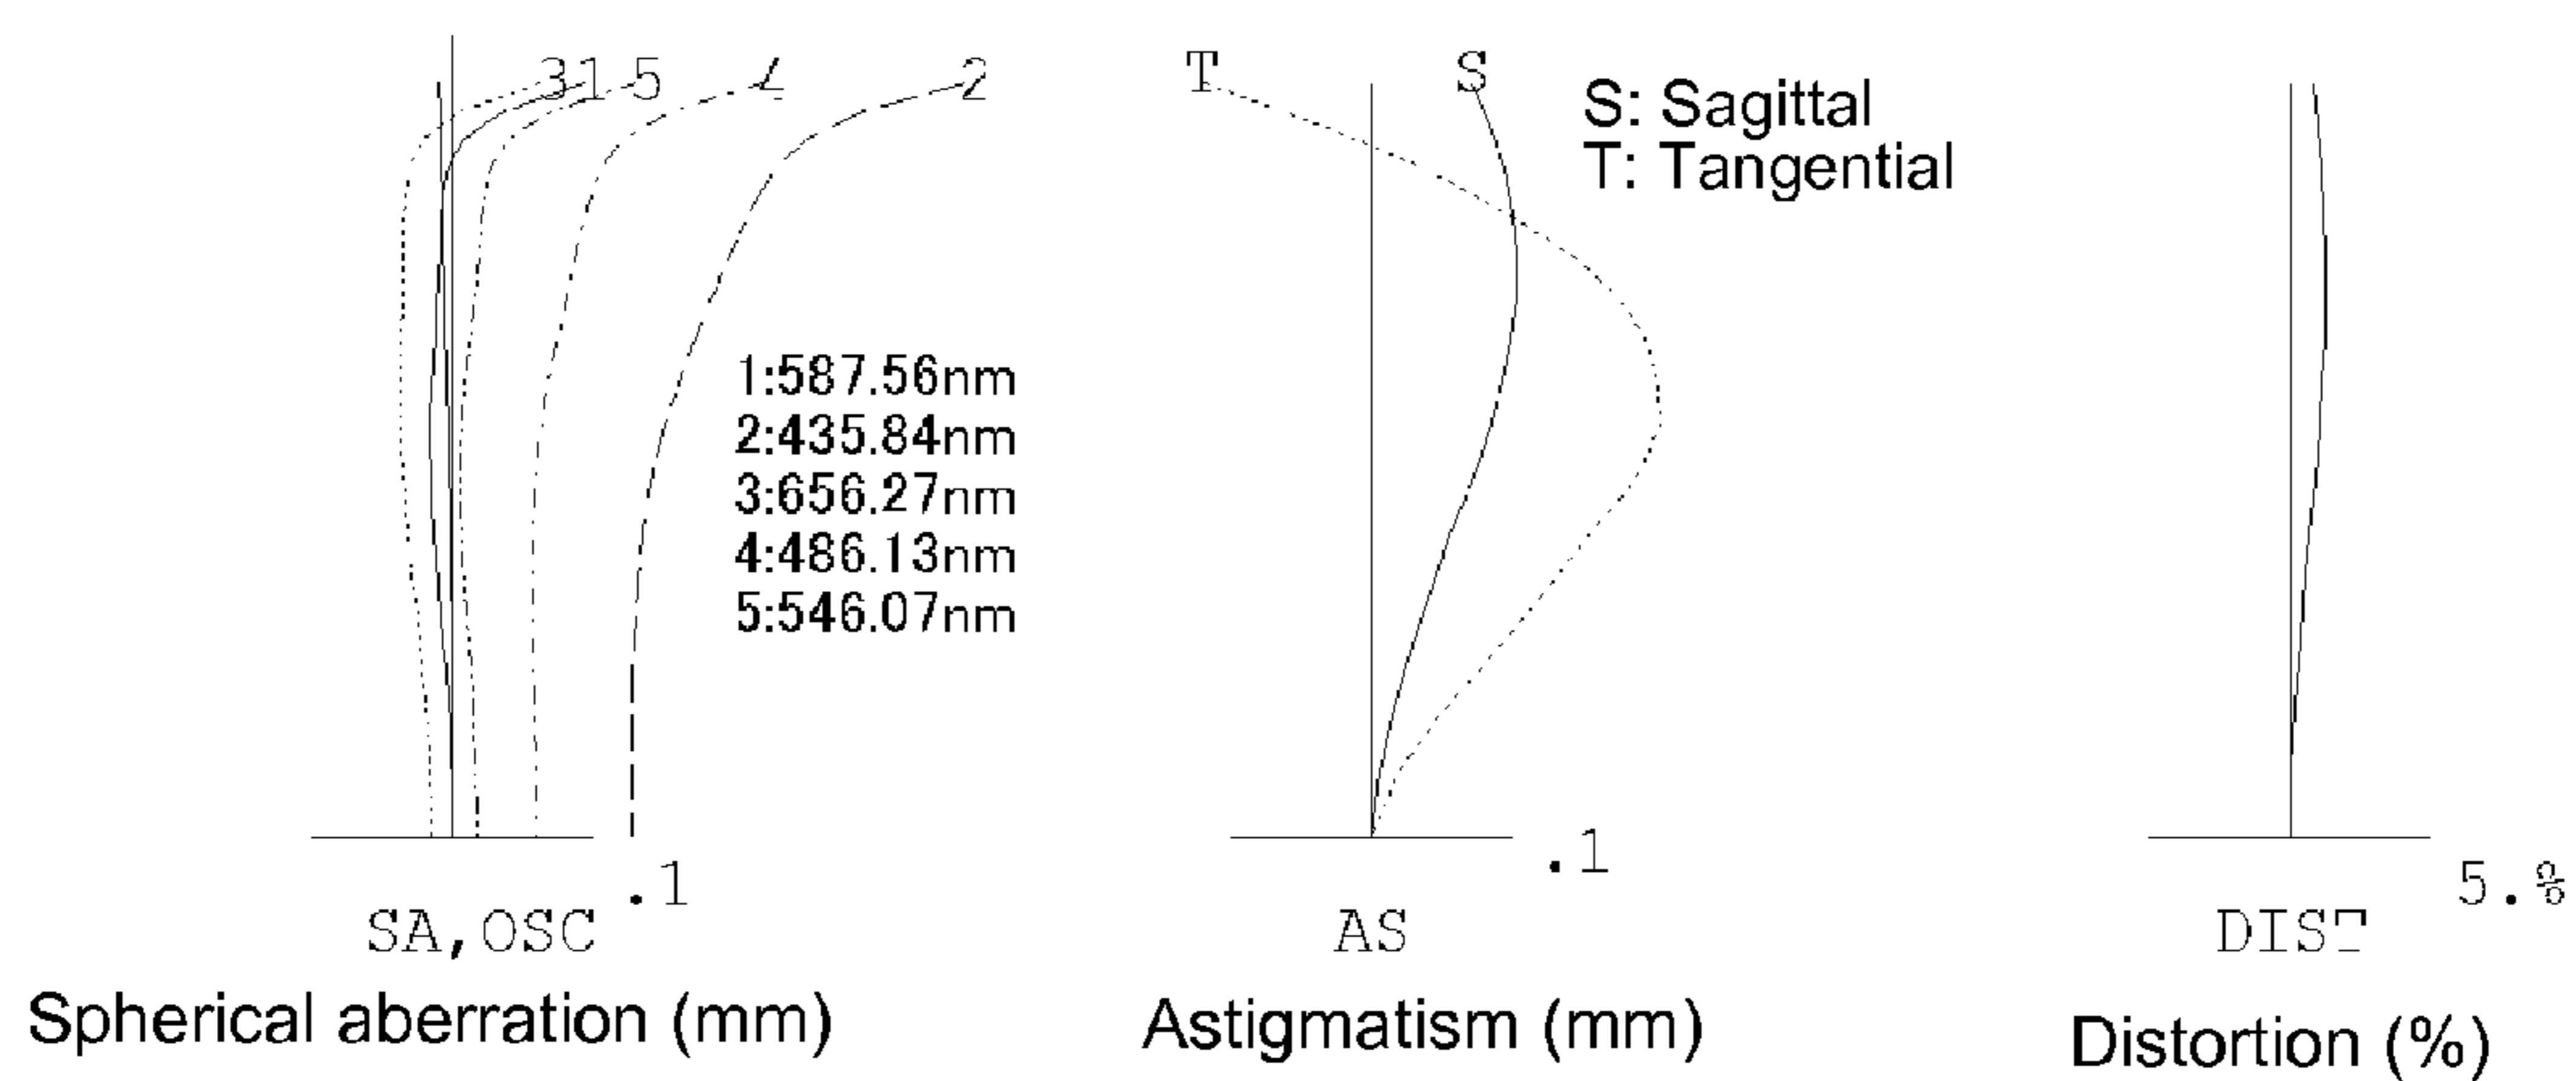 3 1 5 4 2
1:587.56nm
2:435.84nm
3:656.27nm
4:486.13nm
5:546.07nm
.1
SA,OSC
Spherical aberration (mm)
T S
S: Sagittal
T: Tangential
.1
AS
Astigmatism (mm)
5.%
DIST
Distortion (%)